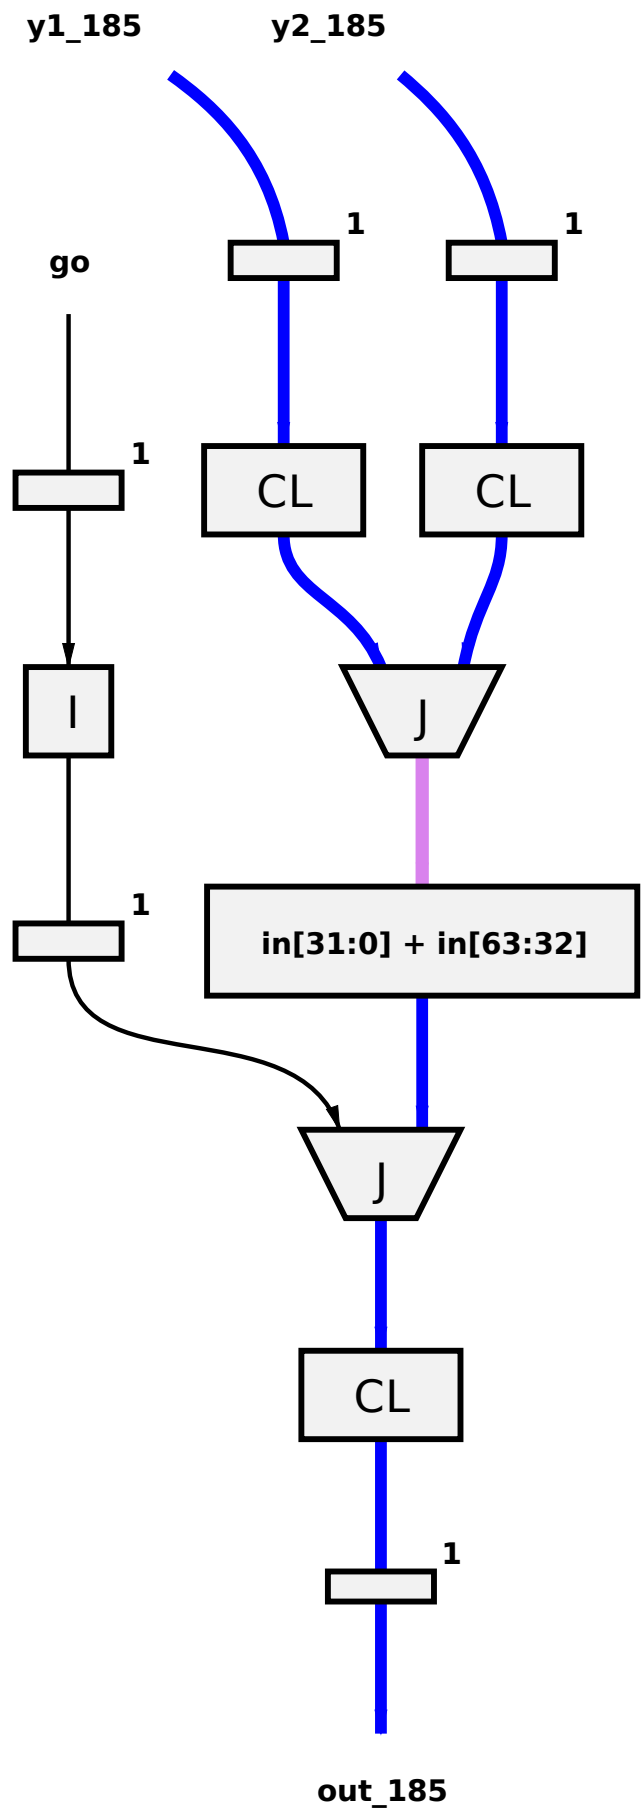 y1_185 y2_185
1 1
go
1
CL CL
I
J
1
in[31:0] + in[63:32]
J
CL
1
out_185